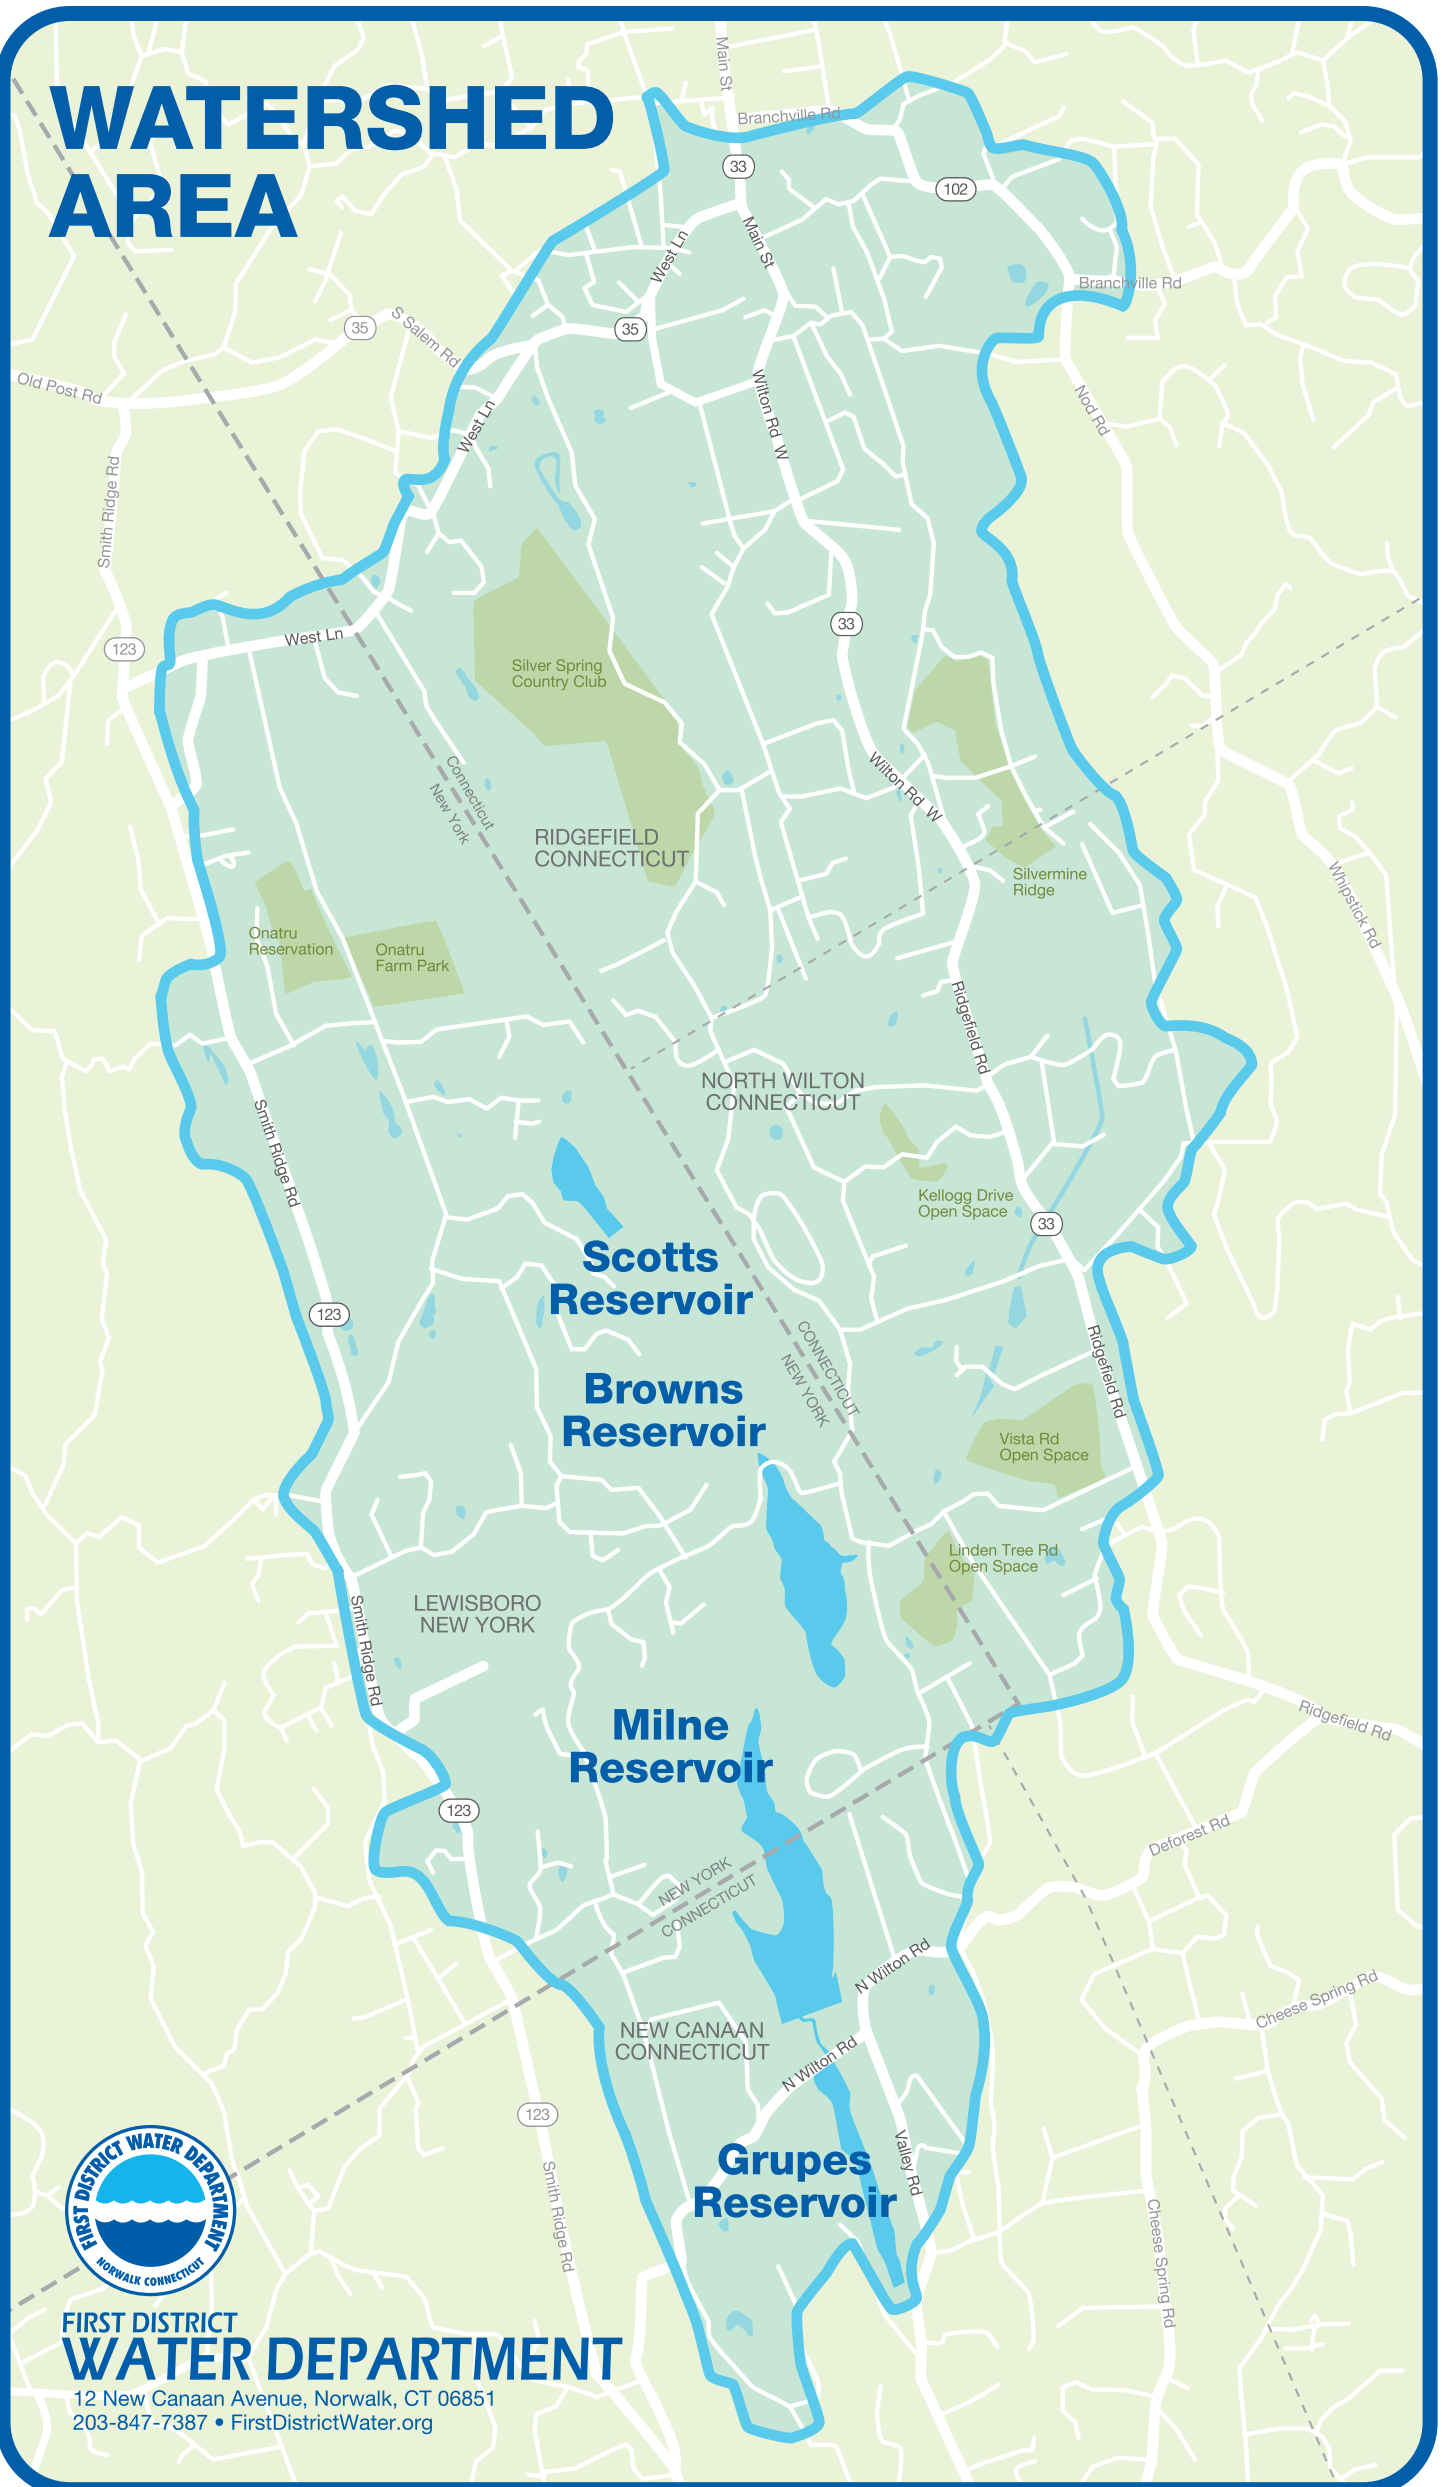 WATERSHED
AREA
Main St
Branchville Rd
33
102
West Ln
Main St
Branchville Rd
35
S Salem Rd
35
Old Post Rd
Wilton Rd W
Nod Rd
West Ln
Smith Ridge Rd
33
West Ln
123
Silver Spring
Country Club
Connecticut
New York
Wilton Rd W
RIDGEFIELD
CONNECTICUT
Silvermine
Ridge
Whipstick Rd
Onatru
Reservation
Onatru
Farm Park
Ridgefield Rd
NORTH WILTON
CONNECTICUT
Smith Ridge Rd
Kellogg Drive
Open Space
33
Scotts
Reservoir
123
CONNECTICUT
NEW YORK
Ridgefield Rd
Browns
Reservoir
Vista Rd
Open Space
Linden Tree Rd
Open Space
LEWISBORO
NEW YORK
Smith Ridge Rd
Milne
Reservoir
Ridgefield Rd
123
Deforest Rd
NEW YORK
CONNECTICUT
N Wilton Rd
Cheese Spring Rd
NEW CANAAN
CONNECTICUT
N Wilton Rd
123
Grupes
Reservoir
Valley Rd
Smith Ridge Rd
Cheese Spring Rd
FIRST DISTRICT WATER DEPARTMENT
NORWALK CONNECTICUT
FIRST DISTRICT
WATER DEPARTMENT
12 New Canaan Avenue, Norwalk, CT 06851
203-847-7387 • FirstDistrictWater.org